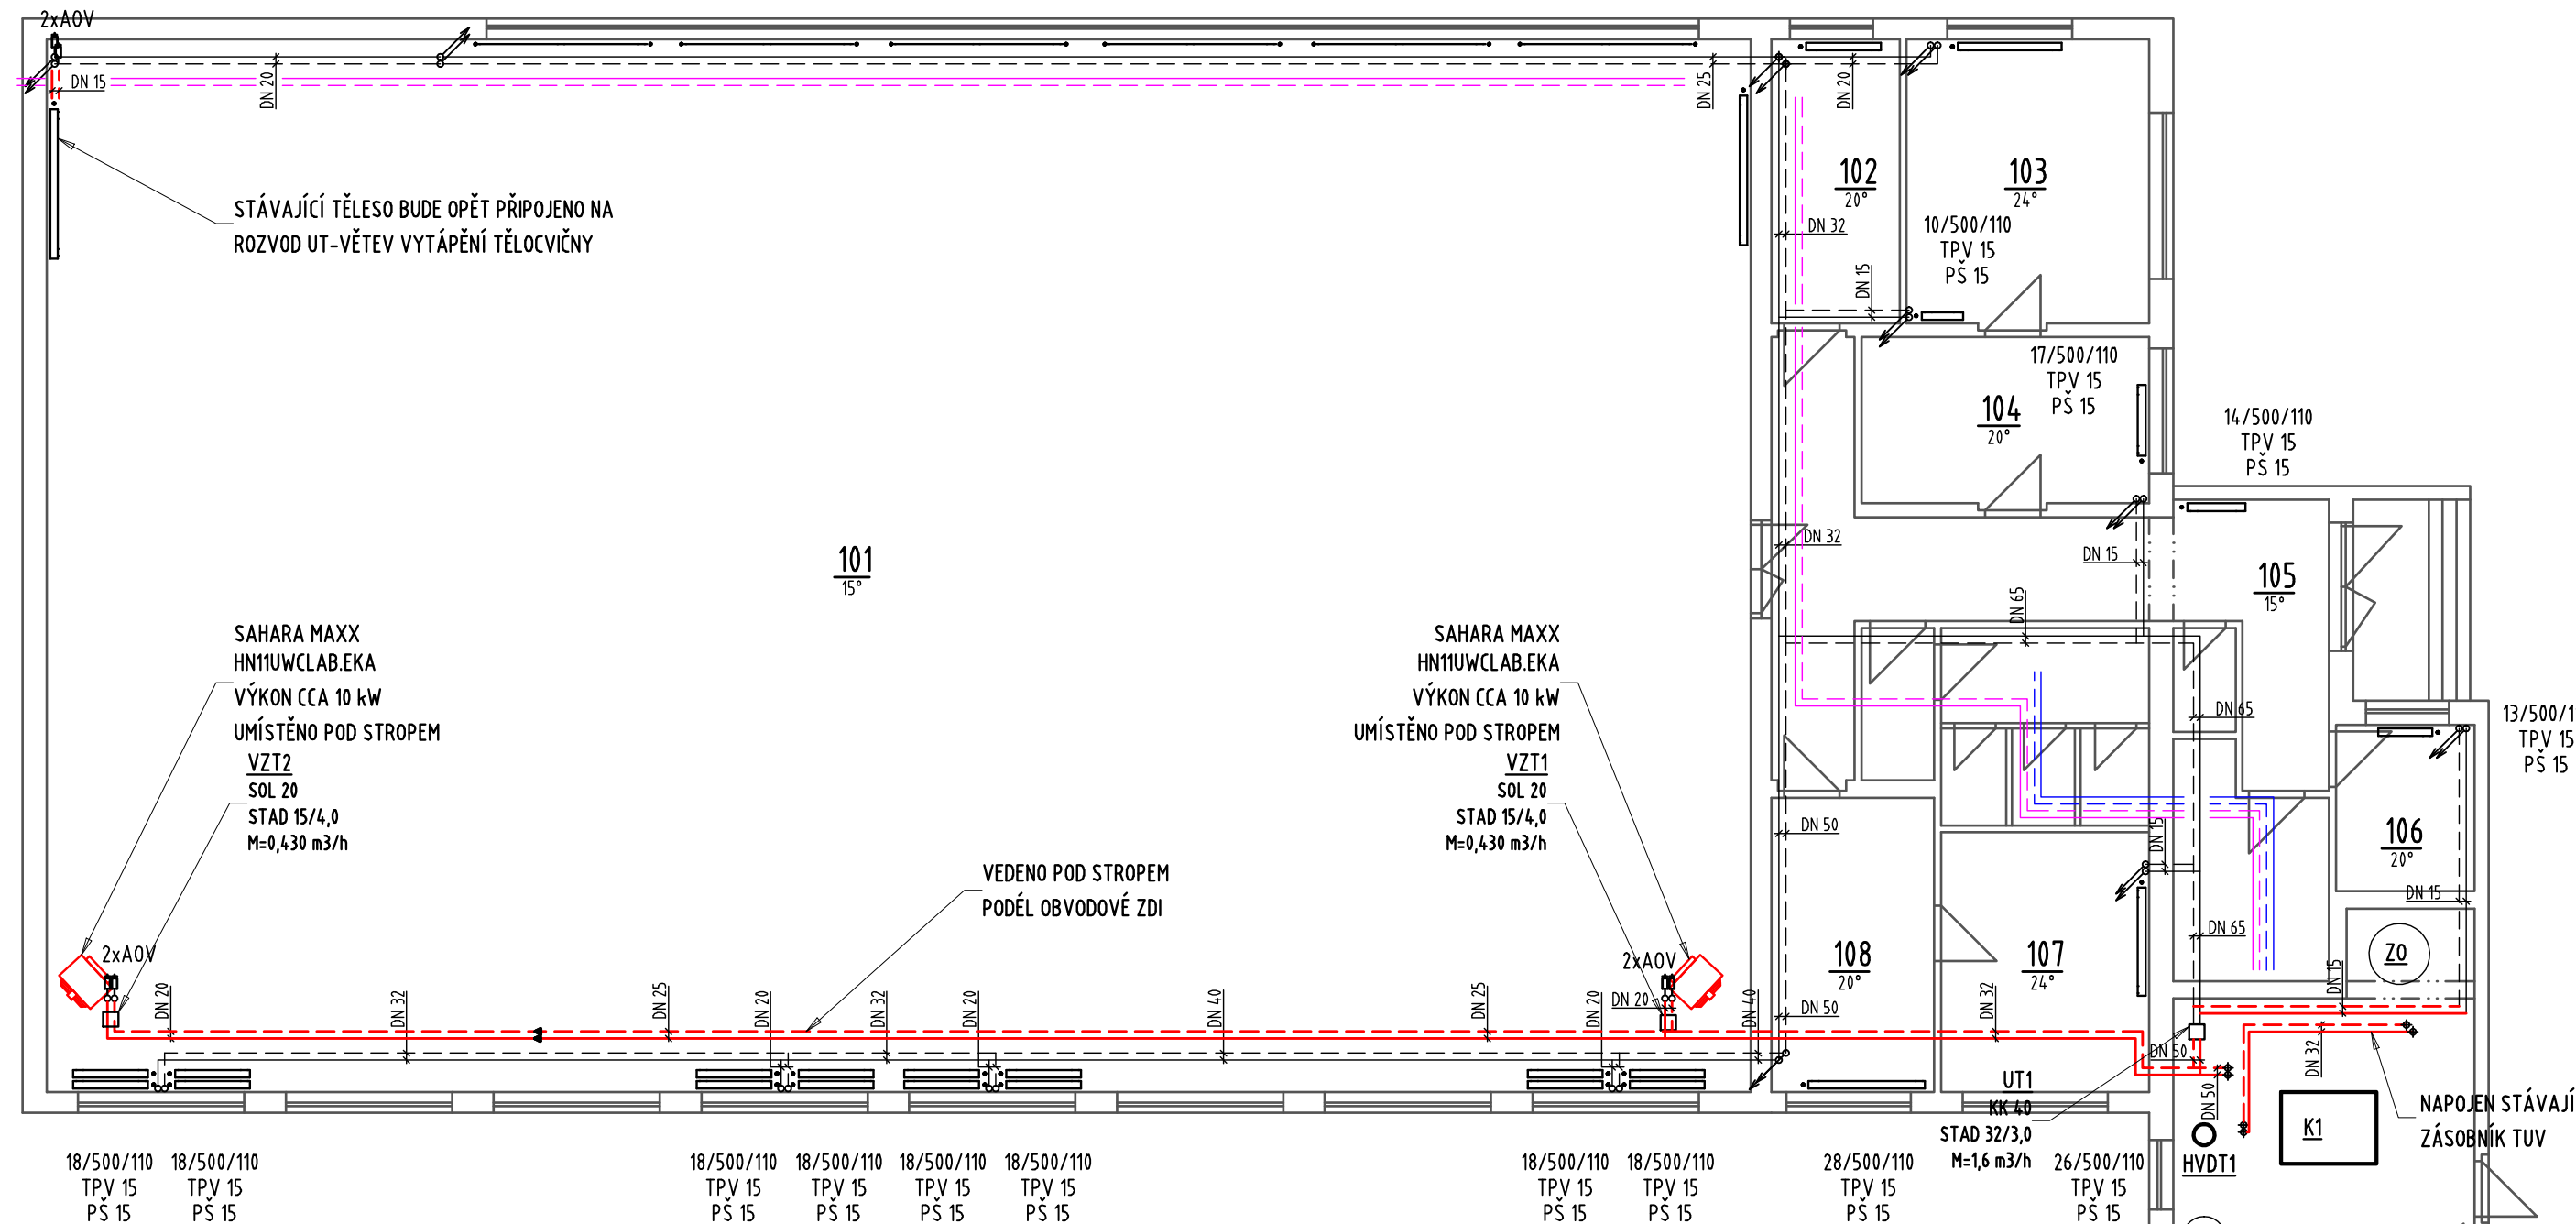 2xAOV
DN 15
DN 20
DN 25
DN 20
STÁVAJÍCÍ TĚLESO BUDE OPĚT PŘIPOJENO NA
ROZVOD UT-VĚTEV VYTÁPĚNÍ TĚLOCVIČNY
102
20°
103
24°
DN 32
10/500/110
TPV 15
PŠ 15
DN 15
17/500/110
TPV 15
PŠ 15
104
20°
14/500/110
TPV 15
PŠ 15
101
15°
DN 32
DN 15
105
15°
DN 65
SAHARA MAXX
HN11UWCLAB.EKA
VÝKON CCA 10 kW
UMÍSTĚNO POD STROPEM
VZT2
SOL 20
STAD 15/4,0
M=0,430 m3/h
SAHARA MAXX
HN11UWCLAB.EKA
VÝKON CCA 10 kW
UMÍSTĚNO POD STROPEM
VZT1
SOL 20
STAD 15/4,0
M=0,430 m3/h
DN 65
13/500/1
TPV 15
PŠ 15
DN 50
DN 15
106
20°
VEDENO POD STROPEM
PODÉL OBVODOVÉ ZDI
DN 15
DN 65
2xAOV
2xAOV
108
20°
107
24°
ZO
DN 20
DN 32
DN 25
DN 20
DN 32
DN 20
DN 40
DN 25
DN 20
DN 20
DN 40
DN 50
DN 32
DN 15
DN 50
DN 32
DN 50
UT1
KK 40
STAD 32/3,0
M=1,6 m3/h
HVDT1
K1
NAPOJEN STÁVAJÍ
ZÁSOBNÍK TUV
18/500/110
TPV 15
PŠ 15
18/500/110
TPV 15
PŠ 15
18/500/110
TPV 15
PŠ 15
18/500/110
TPV 15
PŠ 15
18/500/110
TPV 15
PŠ 15
18/500/110
TPV 15
PŠ 15
18/500/110
TPV 15
PŠ 15
18/500/110
TPV 15
PŠ 15
28/500/110
TPV 15
PŠ 15
26/500/110
TPV 15
PŠ 15